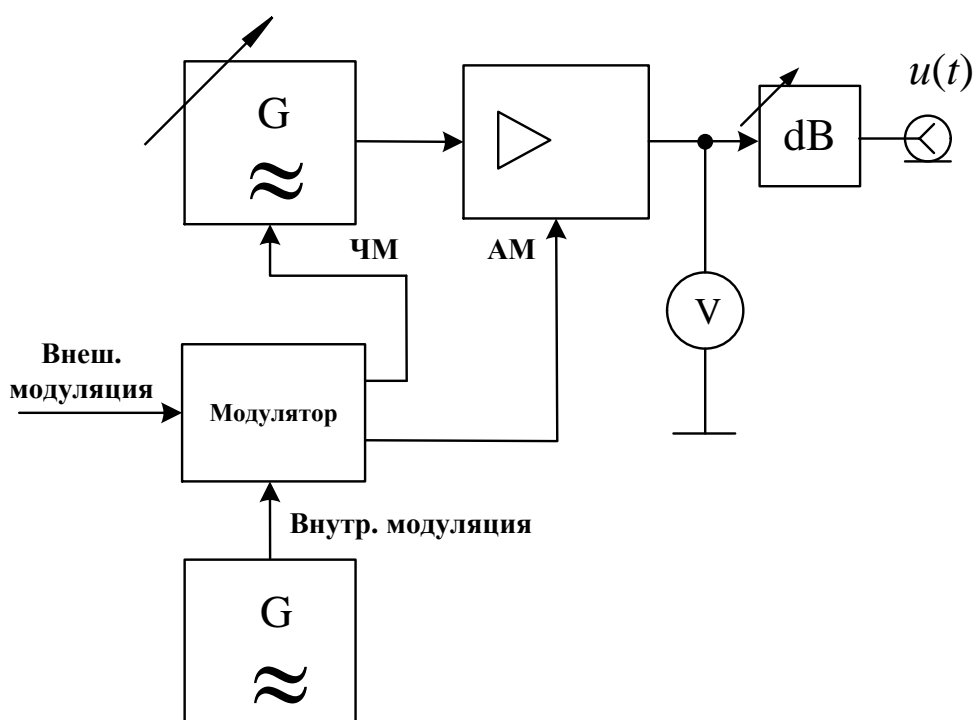 G
≈
u(t)
dB
ЧМ
АМ
V
Внеш.
модуляция
Модулятор
Внутр. модуляция
G
≈